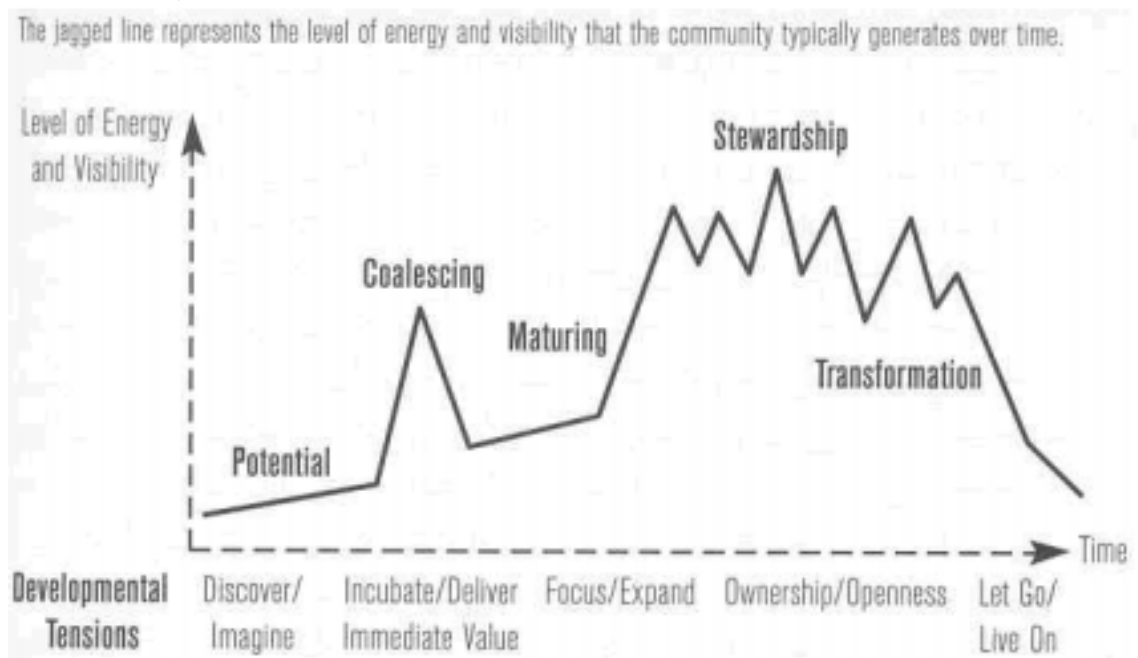 The jagged line represents the level of energy and visibility that the community typically generates over time.
Level of Energy
and Visibility
Stewardship
Coalescing
Maturing
Transformation
Potential
Time
Developmental
Tensions
Discover/
Imagine
Incubate/Deliver
Immediate Value
Focus/Expand
Ownership/Openness
Let Go/
Live On